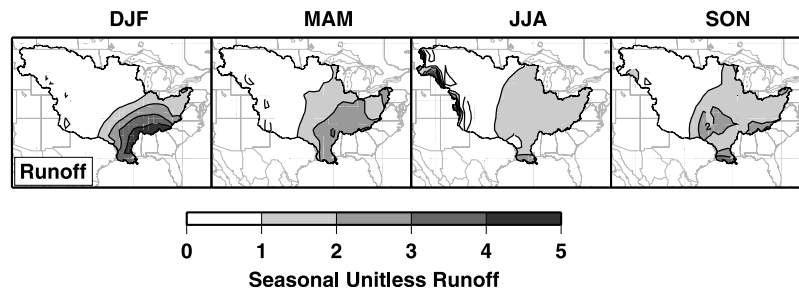 DJF MAM JJA SON
2
Runoff
0 1 2 3 4 5
Seasonal Unitless Runoff